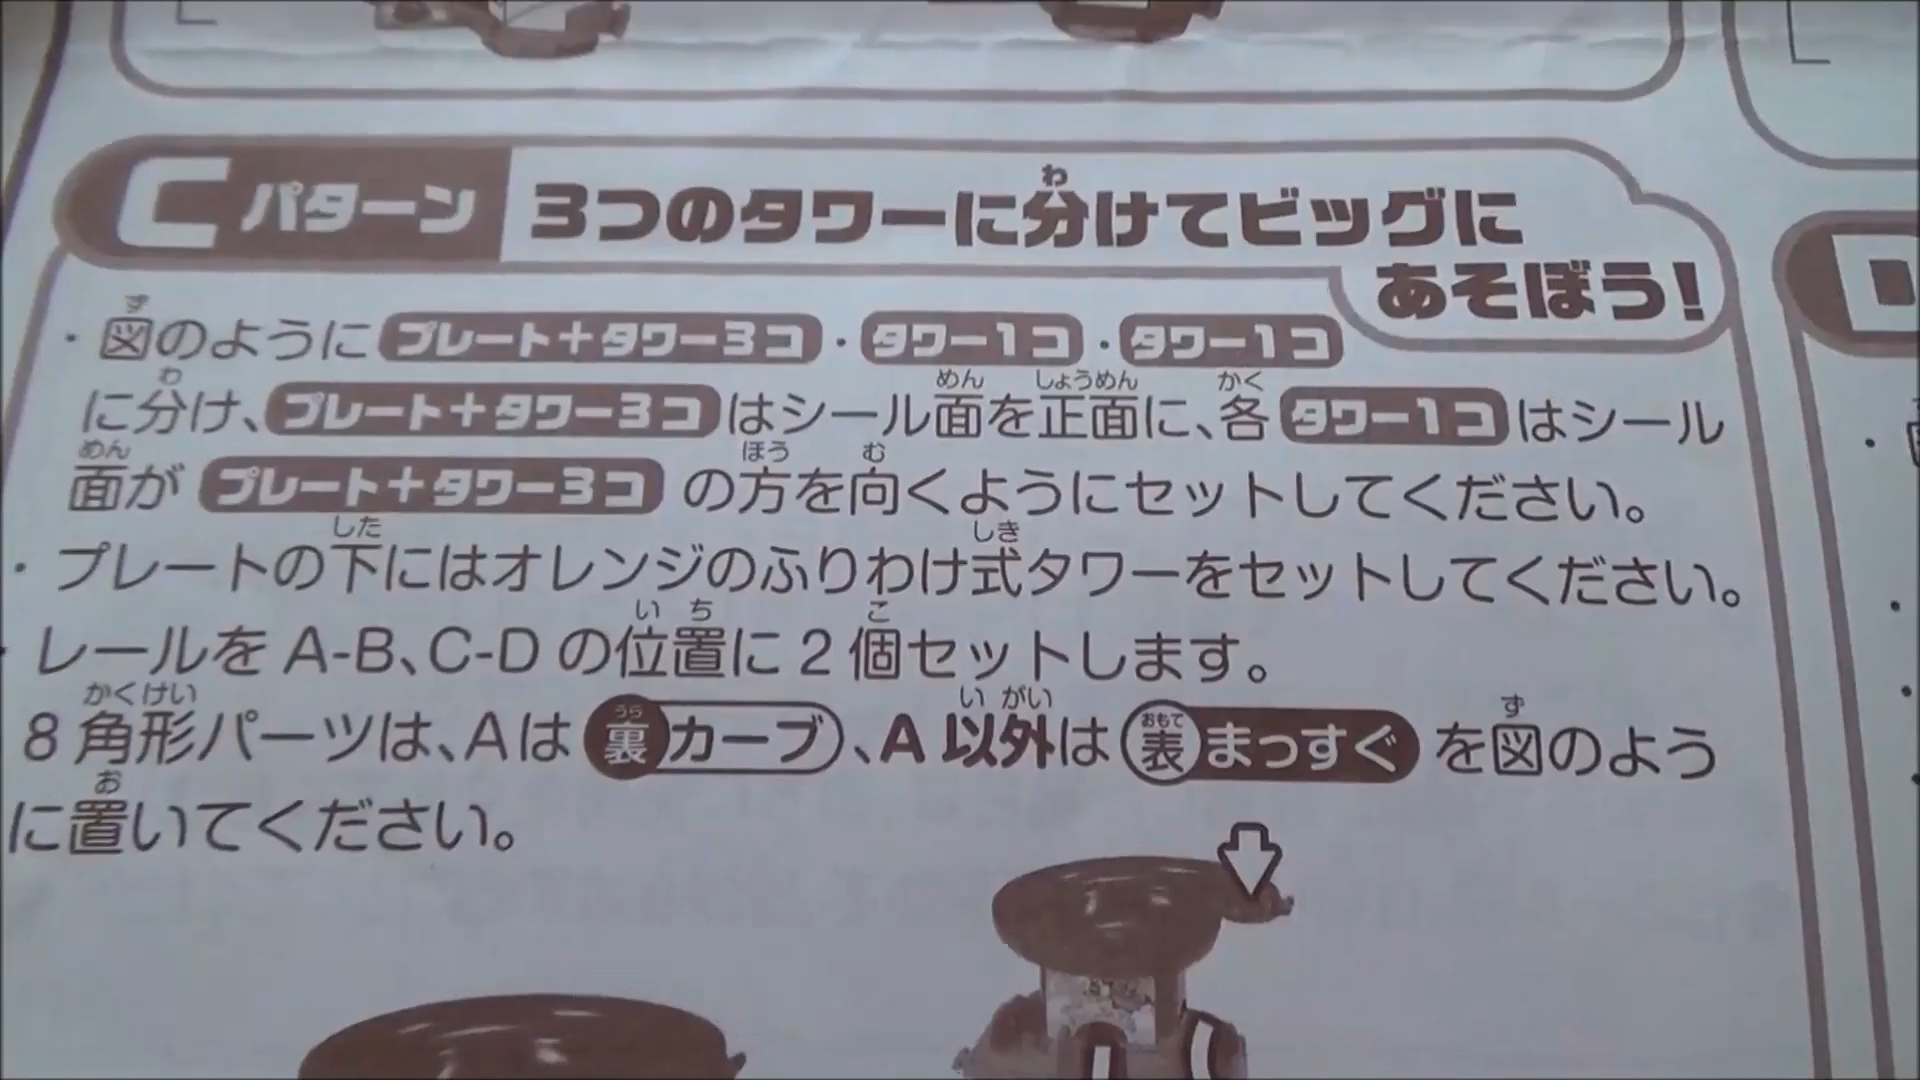 Cパターン 3つのタワーに分けてビッグに
あそぼう!
・図のように プレート+タワー3コ・タワー1コ・タワー1コ
に分け、プレート+タワー3コ はシール面を正面に、各 タワー1コ はシール
面が プレート+タワー3コ の方を向くようにセットしてください。
・プレートの下にはオレンジのふりわけ式タワーをセットしてください。
・レールを A-B、C-D の位置に 2 個セットします。
8 角形パーツは、A は 裏カーブ、A 以外は 表まっすぐ を図のよう
に置いてください。